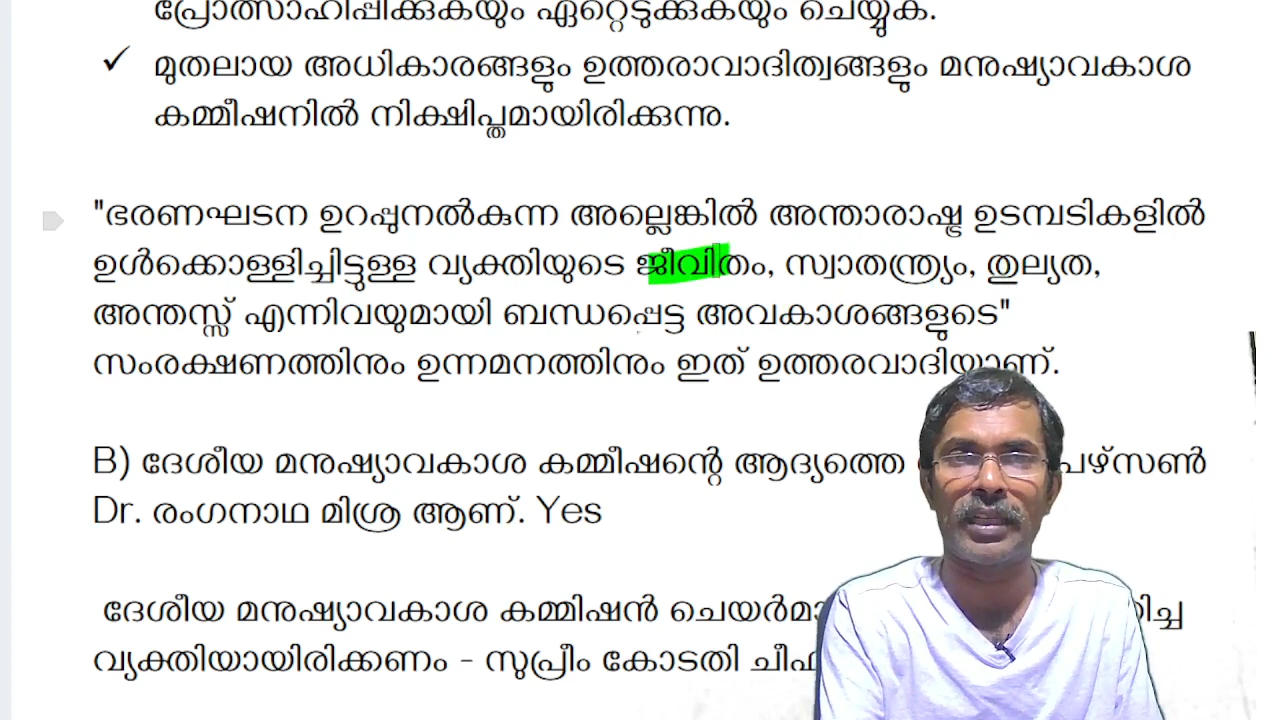 പ്രോത്സാഹിപ്പിക്കുകയും ഏറ്റെടുക്കുകയും ചെയ്യുക.
✓ മുതലായ അധികാരങ്ങളും ഉത്തരാവാദിത്വങ്ങളും മനുഷ്യാവകാശ
കമ്മീഷനിൽ നിക്ഷിപ്തമായിരിക്കുന്നു.
"ഭരണഘടന ഉറപ്പുനൽകുന്ന അല്ലെങ്കിൽ അന്താരാഷ്ട്ര ഉടമ്പടികളിൽ
ഉൾക്കൊള്ളിച്ചിട്ടുള്ള വ്യക്തിയുടെ ജീവിതം, സ്വാതന്ത്ര്യം, തുല്യത,
അന്തസ്സ് എന്നിവയുമായി ബന്ധപ്പെട്ട അവകാശങ്ങളുടെ"
സംരക്ഷണത്തിനും ഉന്നമനത്തിനും ഇത് ഉത്തരവാദിയാണ്.
B) ദേശീയ മനുഷ്യാവകാശ കമ്മീഷന്റെ ആദ്യത്തെ പഴ്സൺ
Dr. രംഗനാഥ മിശ്ര ആണ്. Yes
ദേശീയ മനുഷ്യാവകാശ കമ്മിഷൻ
വ്യക്തിയായിരിക്കണം - സുപ്രീം കോടതി